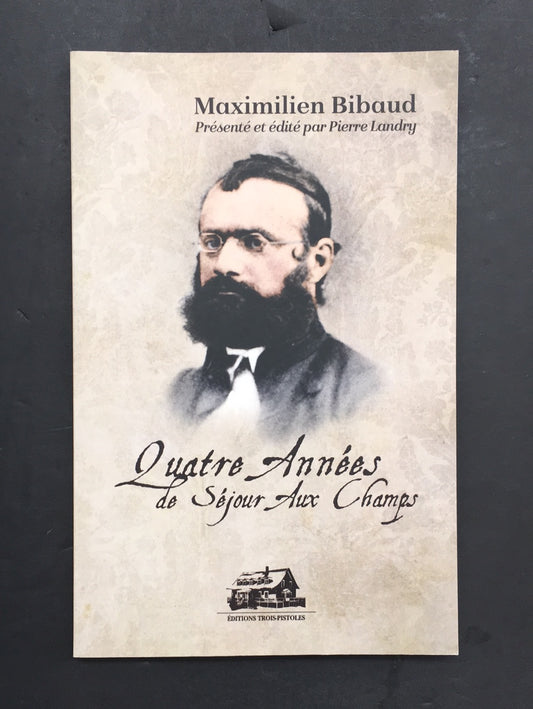 Maximilien Bibaud
Présenté et édité par Pierre Landry
Quatre Années
de Séjour Aux Champs
ÉDITIONS TROIS-PISTOLES